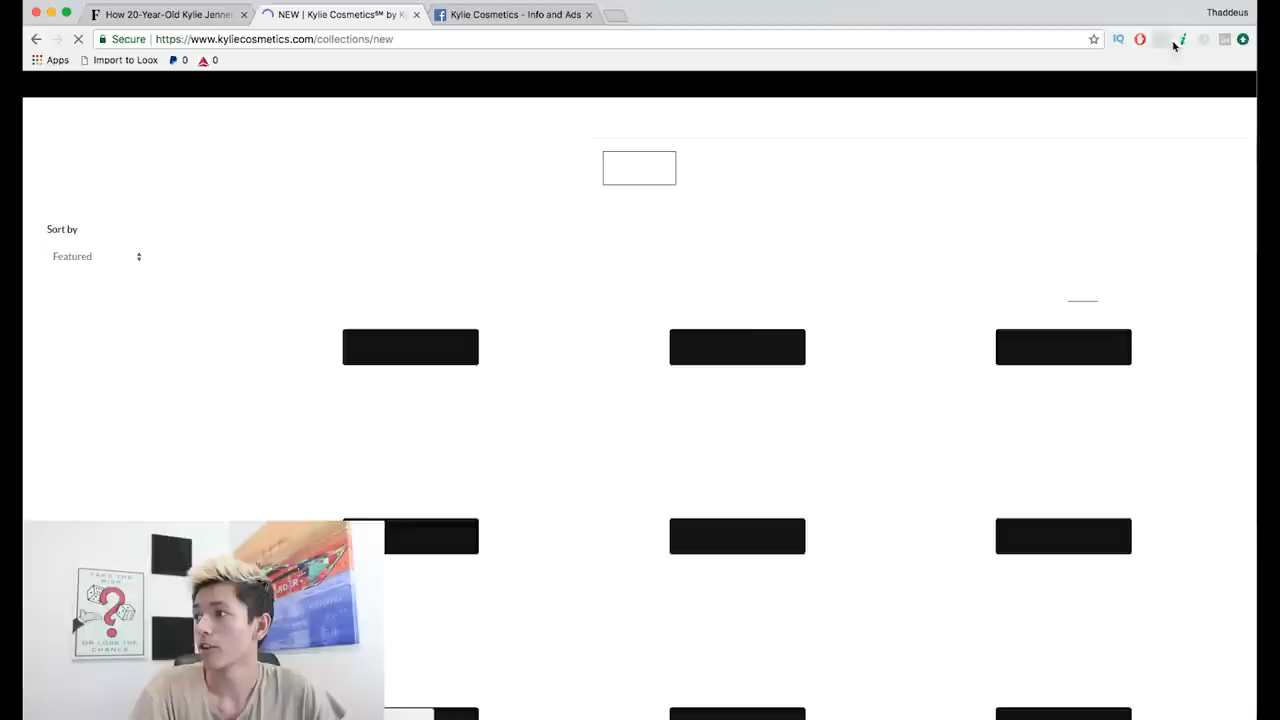 How 20-Year-Old Kylie Jenner
NEW | Kylie Cosmetics℠ by K
Kylie Cosmetics - Info and Ads
Thaddeus
Secure
https://www.kyliecosmetics.com/collections/new
IQ
Apps
Import to Loox
0
0
Sort by
Featured
TAKE THE
RISK
OR LOSE THE
CHANCE